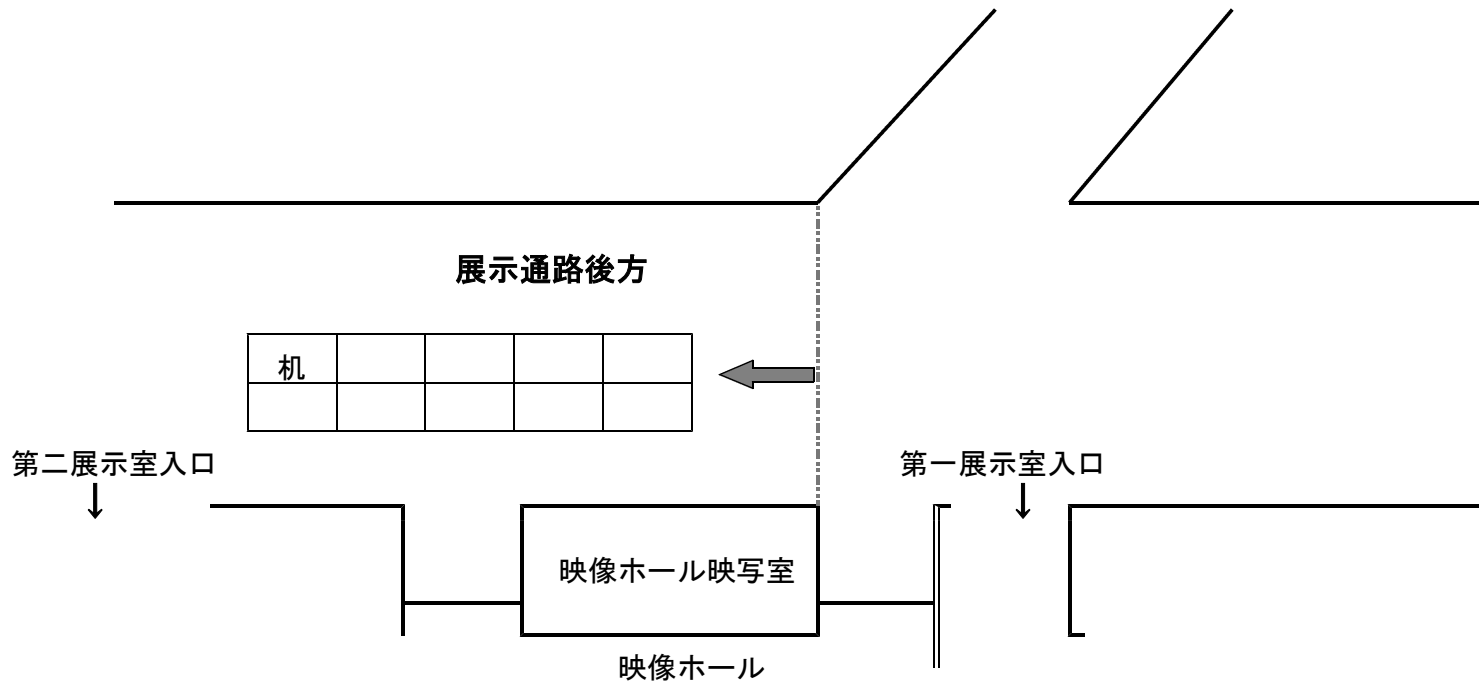 展示通路後方
机
第二展示室入口
第一展示室入口
映像ホール映写室
映像ホール